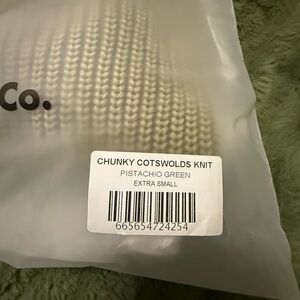 Co.
CHUNKY COTSWOLDS KNIT
PISTACHIO GREEN
EXTRA SMALL
665654724254